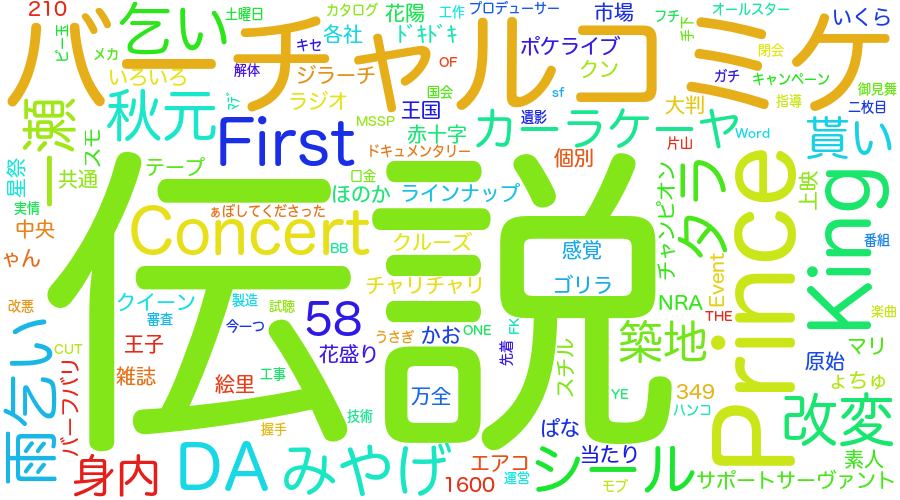 210
乞い
土曜日
カタログ
花陽
工作
プロデューサー
市場
フチ
オールスター
いくら
バーチャルコミケ
ビー玉
メカ
キセ
各社
ﾄﾞｷﾄﾞｷ
ポケライブ
手下
閉会
いろいろ
解体
ジラーチ
OF
クン
ガチ
キャンペーン
御見舞
一瀬
秋元
ﾏﾃﾞ
ラジオ
国会
王国
sf
大判
指導
二枚目
スモ
First
MSSP
赤十字
遺影
カーラケーヤ
Word
貰い
星祭
共通
テープ
ドキュメンタリー
個別
片山
口金
ほのか
ラインナップ
上映
実情
中央
ぁぼしてくださった
Concert
伝説
チャンピオン
タラ
Prince
King
番組
ゃん
BB
クルーズ
感覚
チャリチャリ
ゴリラ
Event
改悪
クイーン
製造
試聴
NRA
THE
楽曲
審査
今一つ
58
うさぎ
かお
ONE
FK
先着
築地
雨乞い
CUT
王子
花盛り
スチル
原始
マリ
バーフバリ
雑誌
絵里
工事
万全
YE
349
ょちゅ
ハンコ
技術
改変
握手
ぱな
身内
DA
みやげ
エアコ
当たり
シール
素人
1600
運営
モブ
サポートサーヴァント